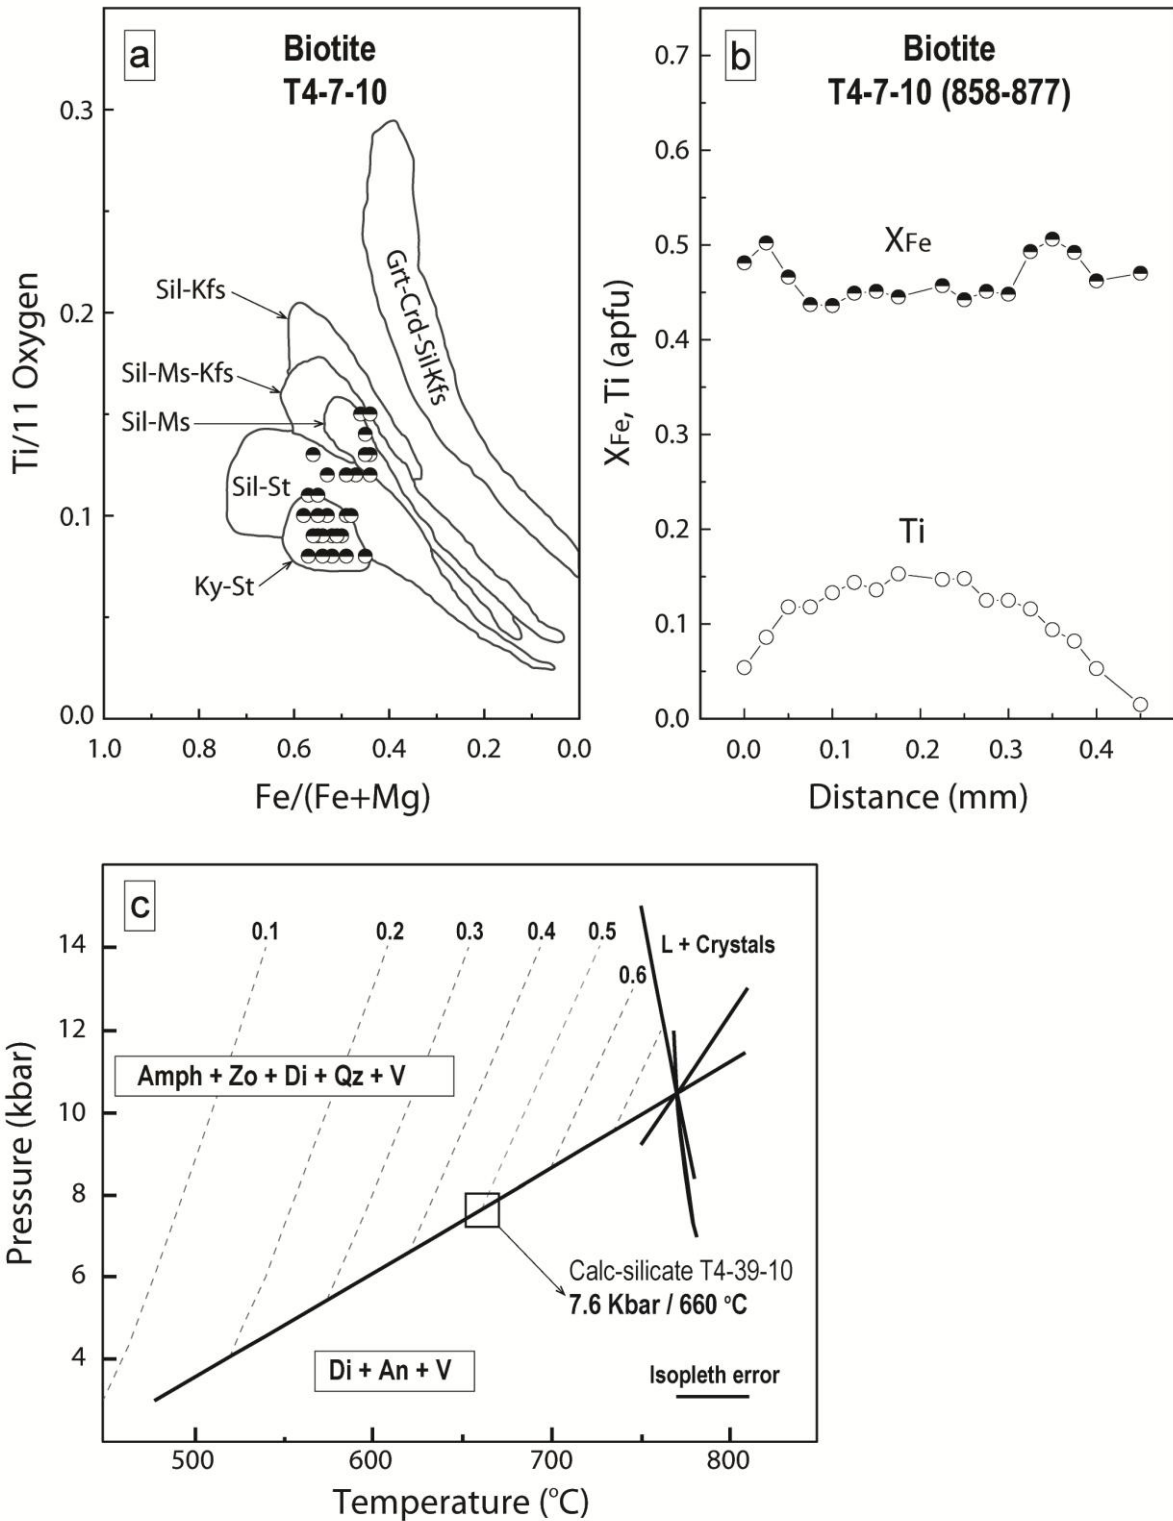 a
Biotite
T4-7-10
0.3
0.2
0.1
0.0
Ti/11 Oxygen
Sil-Kfs
Sil-Ms-Kfs
Sil-Ms
Sil-St
Ky-St
Grt-Crd-Sil-Kfs
1.0 0.8 0.6 0.4 0.2 0.0
Fe/(Fe+Mg)
b
Biotite
T4-7-10 (858-877)
0.7
0.6
0.5
0.4
0.3
0.2
0.1
0.0
XFe, Ti (apfu)
XFe
Ti
0.0 0.1 0.2 0.3 0.4
Distance (mm)
c
0.1 0.2 0.3 0.4 0.5
0.6
L + Crystals
14
12
10
8
6
4
Pressure (kbar)
Amph + Zo + Di + Qz + V
Calc-silicate T4-39-10
7.6 Kbar / 660 °C
Di + An + V
Isopleth error
500 600 700 800
Temperature (°C)